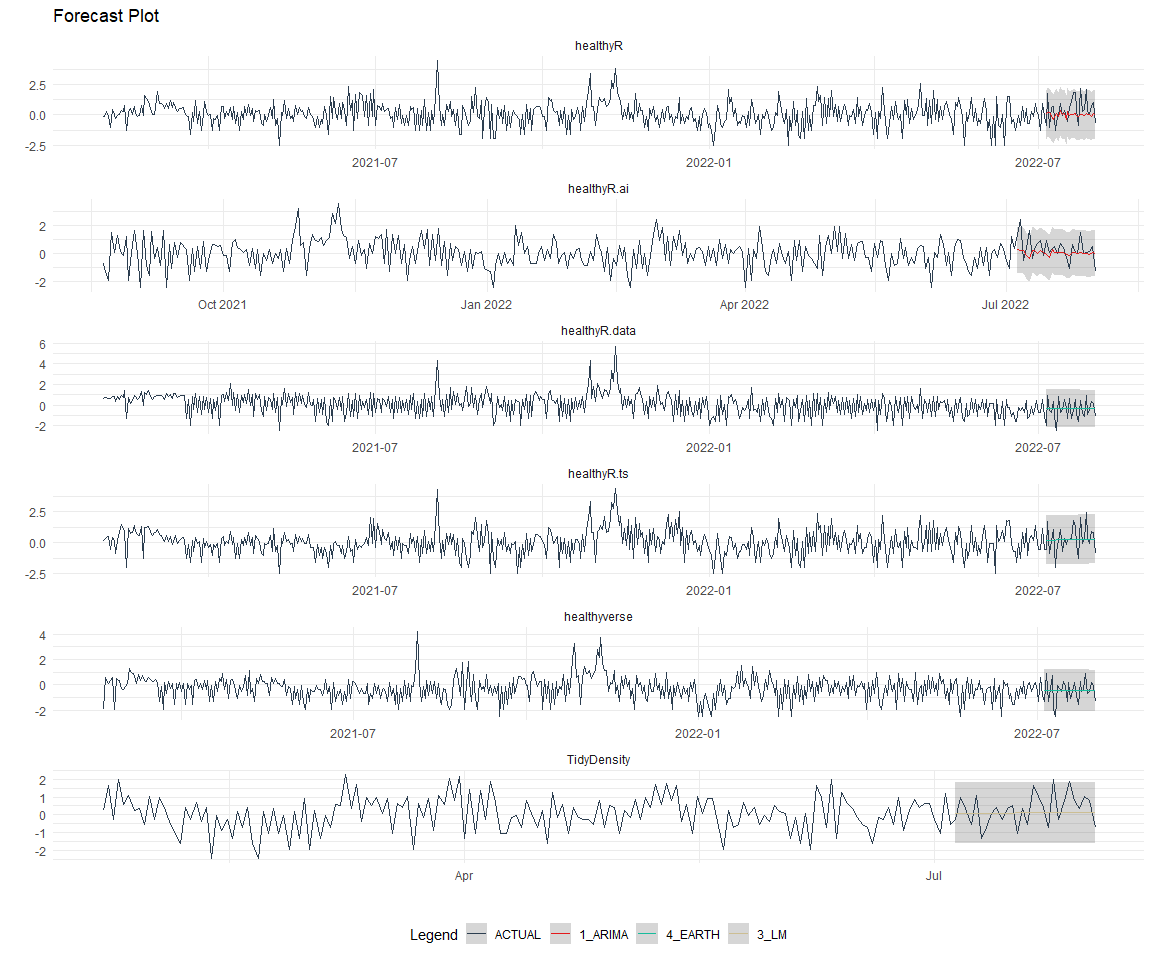 Forecast Plot
healthyR
2.5
0.0
-2.5
2021-07 2022-01 2022-07
healthyR.ai
2
0
-2
Oct 2021 Jan 2022 Apr 2022 Jul 2022
healthyR.data
6
4
2
0
-2
2021-07 2022-01 2022-07
healthyR.ts
2.5
0.0
-2.5
2021-07 2022-01 2022-07
healthyverse
4
2
0
-2
2021-07 2022-01 2022-07
TidyDensity
2
1
0
-1
-2
Apr Jul
Legend ACTUAL 1_ARIMA 4_EARTH 3_LM